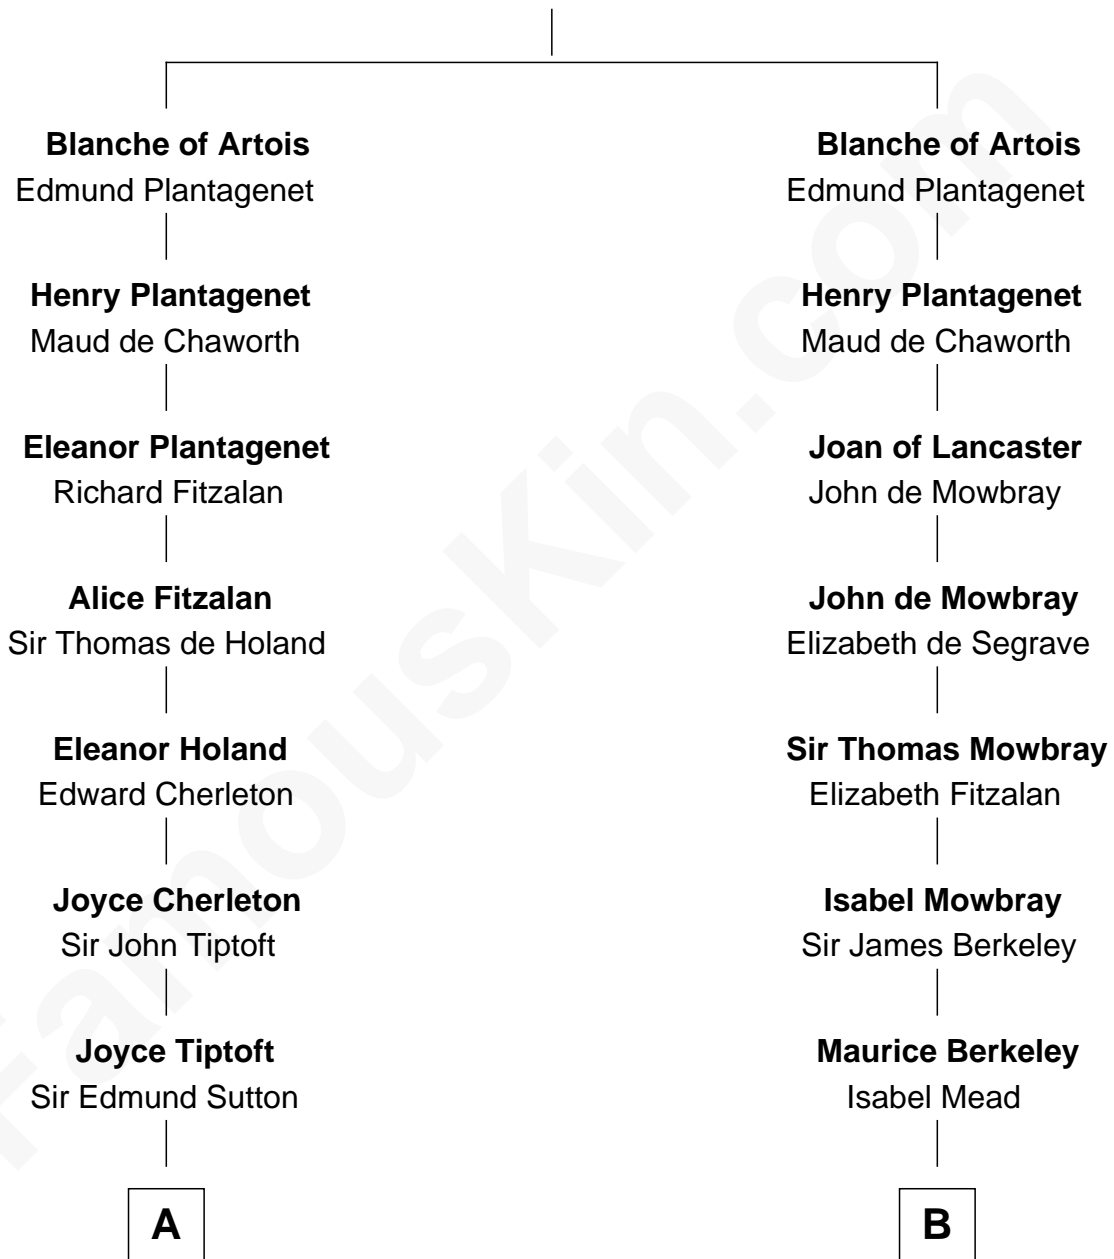 Blanche of Artois
Edmund Plantagenet
Henry Plantagenet
Maud de Chaworth
Eleanor Plantagenet
Richard Fitzalan
Alice Fitzalan
Sir Thomas de Holand
Eleanor Holand
Edward Cherleton
Joyce Cherleton
Sir John Tiptoft
Joyce Tiptoft
Sir Edmund Sutton
A
Blanche of Artois
Edmund Plantagenet
Henry Plantagenet
Maud de Chaworth
Joan of Lancaster
John de Mowbray
John de Mowbray
Elizabeth de Segrave
Sir Thomas Mowbray
Elizabeth Fitzalan
Isabel Mowbray
Sir James Berkeley
Maurice Berkeley
Isabel Mead
B
FamousKin.com